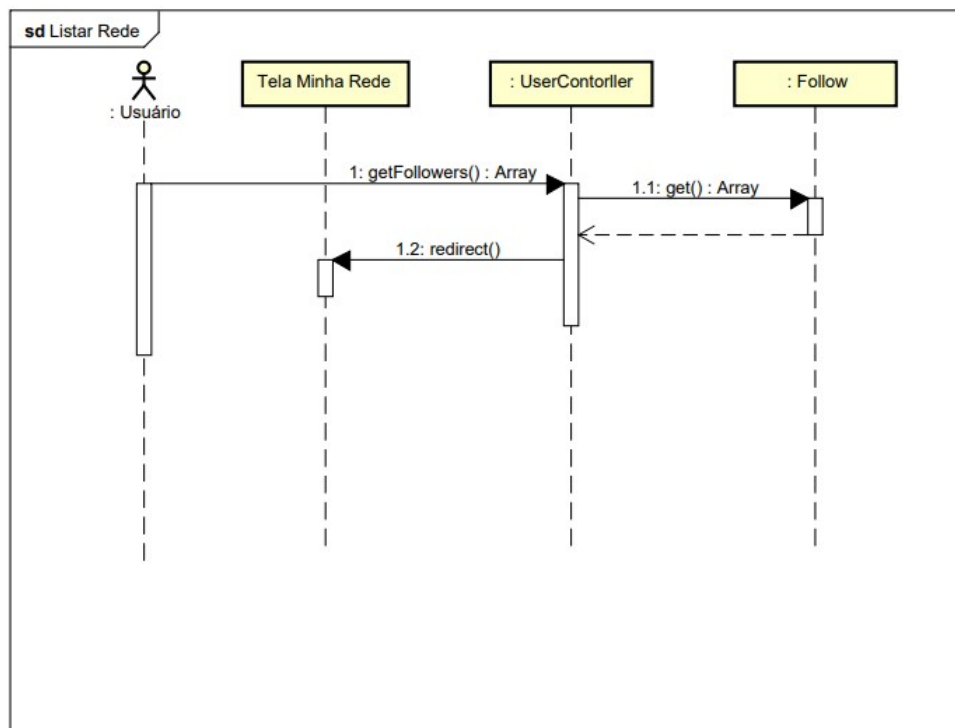 sd Listar Rede
: Usuário
Tela Minha Rede
: UserContorller
: Follow
1: getFollowers() : Array
1.1: get() : Array
1.2: redirect()